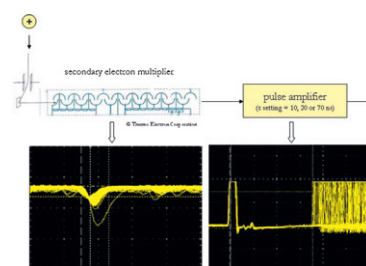 +
secondary electron multiplier
© Thermo Electron Corporation
pulse amplifier
(t setting = 10, 20 or 70 ns)